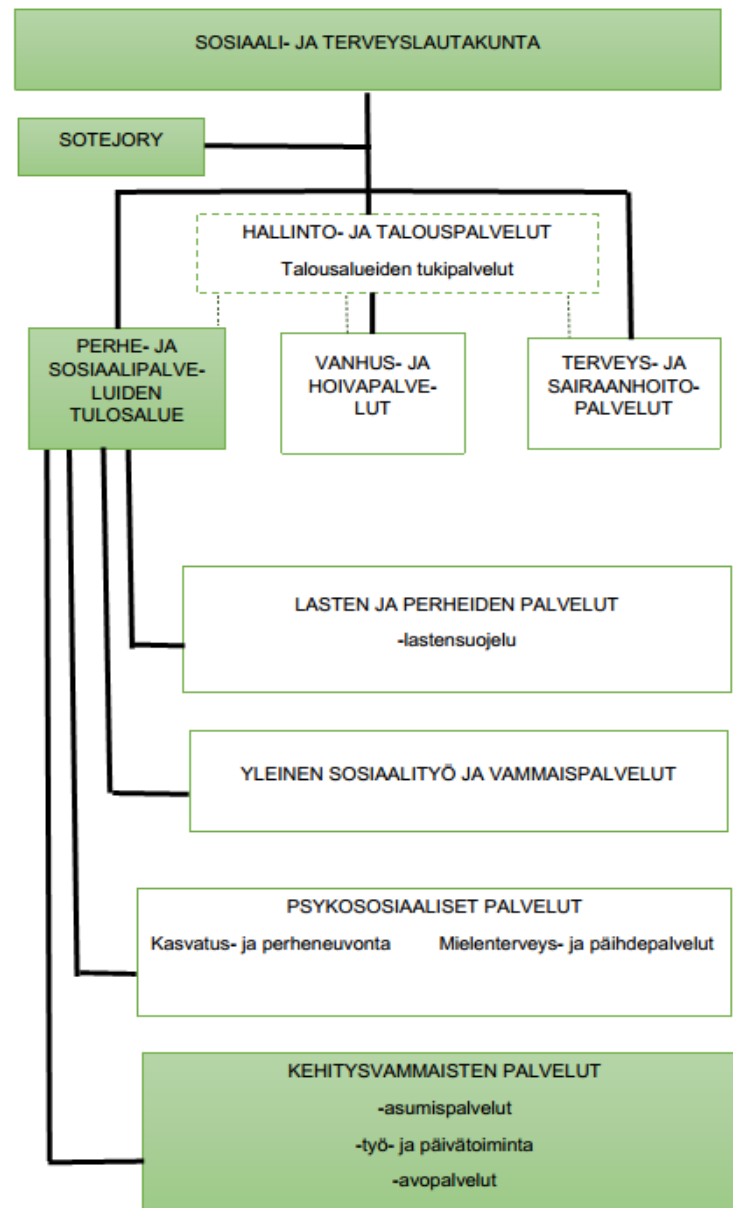 SOSIAALI- JA TERVEYSLAUTAKUNTA
SOTEJORY
HALLINTO- JA TALOUSPALVELUT
Talousalueiden tukipalvelut
PERHE- JA
SOSIAALIPALVE-
LUIDEN
TULOSALUE
VANHUS- JA
HOIVAPALVE-
LUT
TERVEYS- JA
SAIRAANHOITO-
PALVELUT
LASTEN JA PERHEIDEN PALVELUT
-lastensuojelu
YLEINEN SOSIAALITYÖ JA VAMMAISPALVELUT
PSYKOSOSIAALISET PALVELUT
Kasvatus- ja perheneuvonta Mielenterveys- ja päihdepalvelut
KEHITYSVAMMAISTEN PALVELUT
-asumispalvelut
-työ- ja päivätoiminta
-avopalvelut